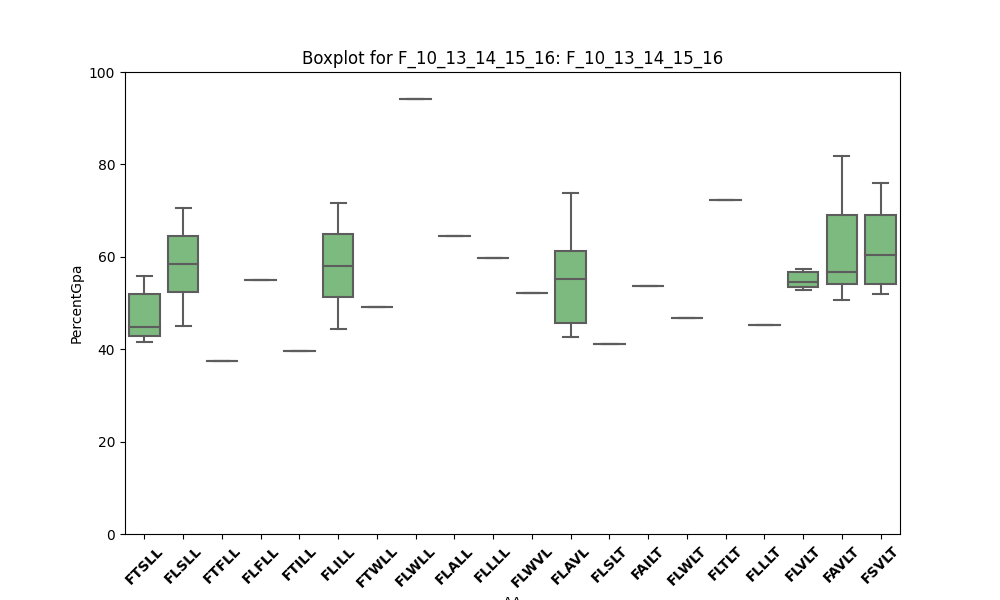 Boxplot for F_10_13_14_15_16: F_10_13_14_15_16
100
80
60
40
20
0
PercentGpa
FTSLL
FLSLL
FTFLL
FLFLL
FTILL
FLILL
FTWLL
FLWLL
FLALL
FLLLL
FLWVL
FLAVL
FLSLT
FAILT
FLWLT
FLTLT
FLLLT
FLVLT
FAVLT
FSVLT